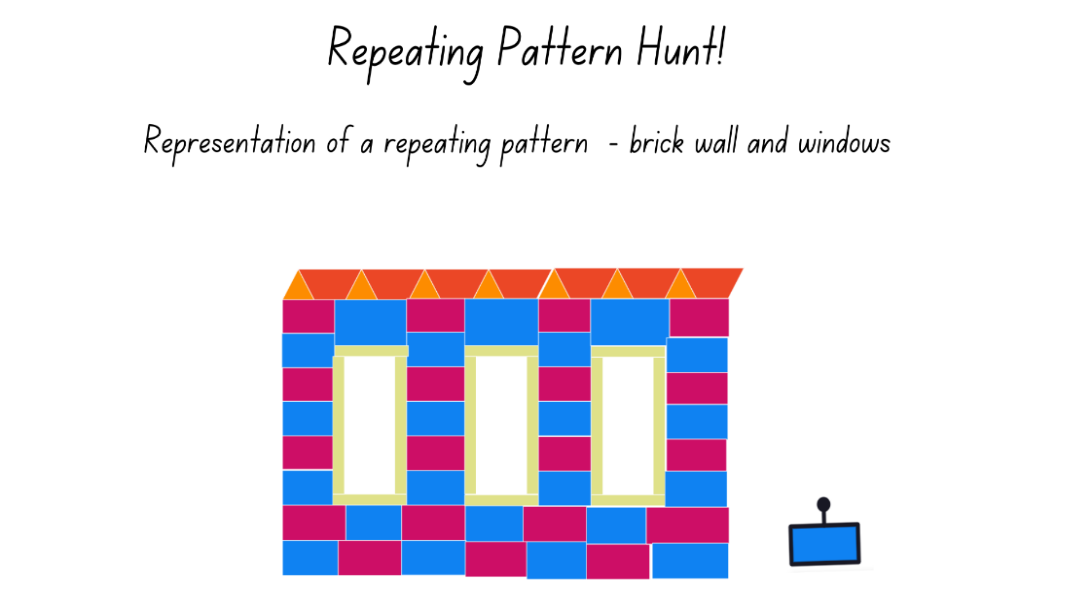 Repeating Pattern Hunt!
Representation of a repeating pattern - brick wall and windows